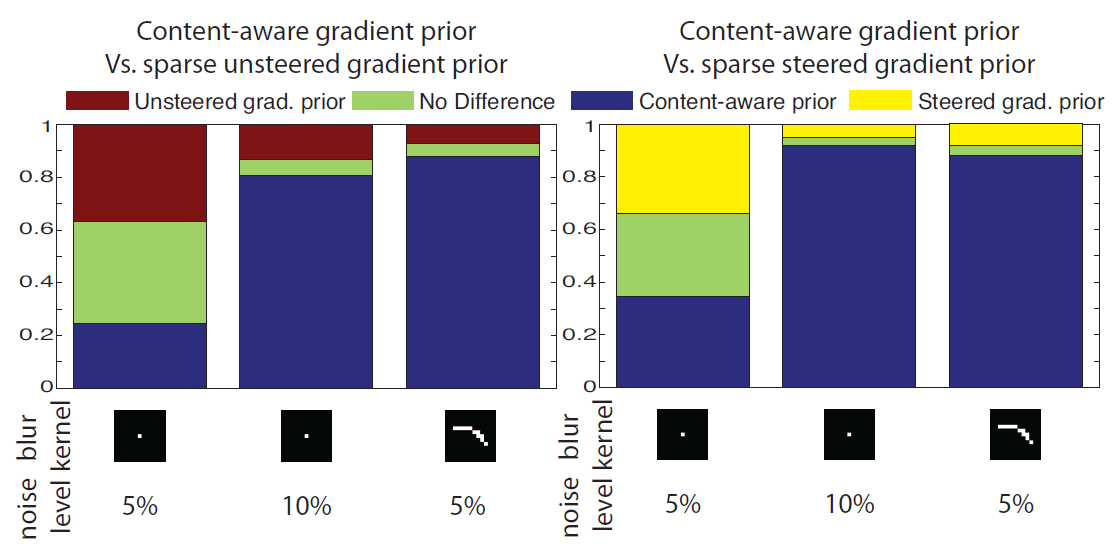 Content-aware gradient prior
Vs. sparse unsteered gradient prior
Content-aware gradient prior
Vs. sparse steered gradient prior
Unsteered grad. prior
No Difference
Content-aware prior
Steered grad. prior
1
0.8
0.6
0.4
0.2
0
1
0.8
0.6
0.4
0.2
0
blur
kernel
blur
kernel
noise
level
5%
10%
5%
noise
level
5%
10%
5%